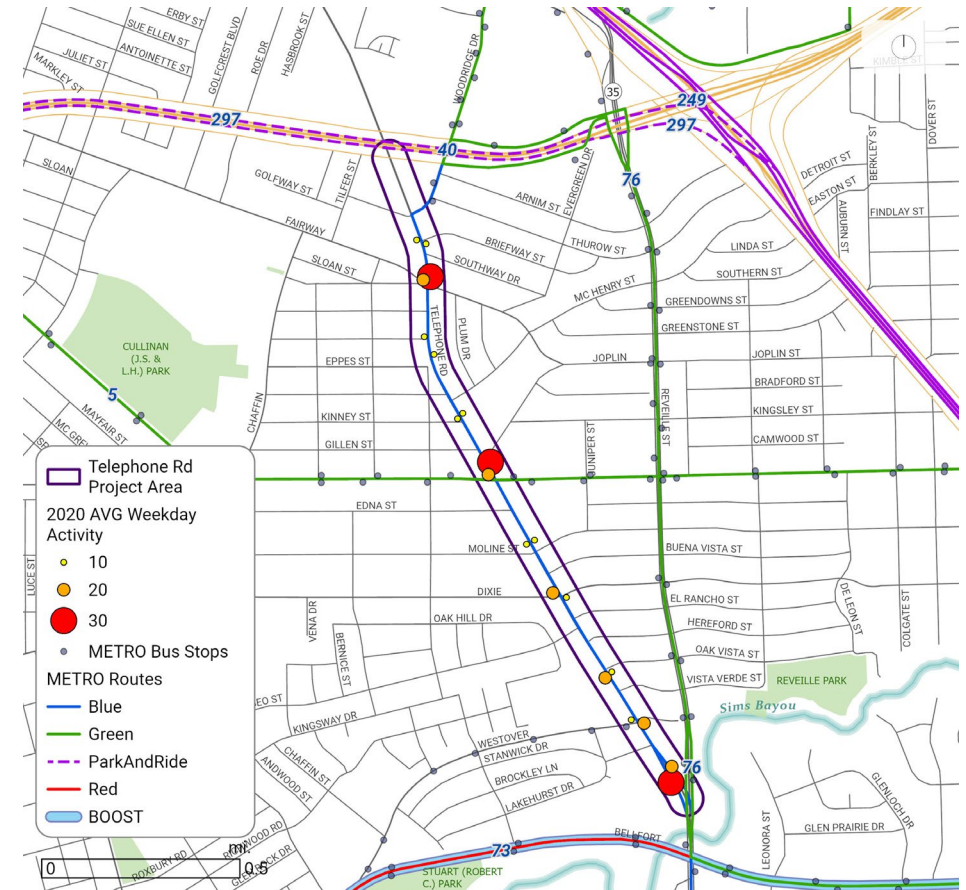 ERBY ST
SUE ELLEN ST
ANTOINETTE ST
JULIET ST
MARKLEY ST
GOLFCREST BLVD
ROE DR
HASBROOK ST
WOODRIDGE DR
35
KIMBLE ST
DOVER ST
BERKLEY ST
249
297
297
40
76
SLOAN
GOLFWAY ST
TILFER ST
FAIRWAY
SLOAN ST
ARNIM ST
EVERGREEN DR
BRIEFWAY ST
SOUTHWAY DR
THUROW ST
MC HENRY ST
DETROIT ST
EASTON ST
AUBURN ST
FINDLAY ST
LINDA ST
SOUTHERN ST
GREENDOWNS ST
GREENSTONE ST
TELEPHONE RD
PLUM DR
CULLINAN
(J.S. &
L.H.) PARK
5
MAYFAIR ST
CHAFFIN
EPPES ST
KINNEY ST
GILLEN ST
JOPLIN
JOPLIN ST
BRADFORD ST
KINGSLEY ST
CAMWOOD ST
REVEILLE ST
JUNIPER ST
EDNA ST
MOLINE ST
DIXIE
OAK HILL DR
BUENA VISTA ST
EL RANCHO ST
HEREFORD ST
OAK VISTA ST
VISTA VERDE ST
DE LEON ST
COLGATE ST
REVEILLE PARK
Sims Bayou
LUCE ST
VENA DR
BERNICE ST
EO ST
KINGSWAY DR
WESTOVER
STANWICK DR
BROCKLEY LN
LAKEHURST DR
CHAFFIN ST
76
73
BELLFORT
STUART (ROBERT
C.) PARK
ROXBURY RD
LEONORA ST
GLEN PRAIRIE DR
GLENLOCH DR
Telephone Rd
Project Area
2020 AVG Weekday
Activity
10
20
30
METRO Bus Stops
METRO Routes
Blue
Green
ParkAndRide
Red
BOOST
mi
0
0.5